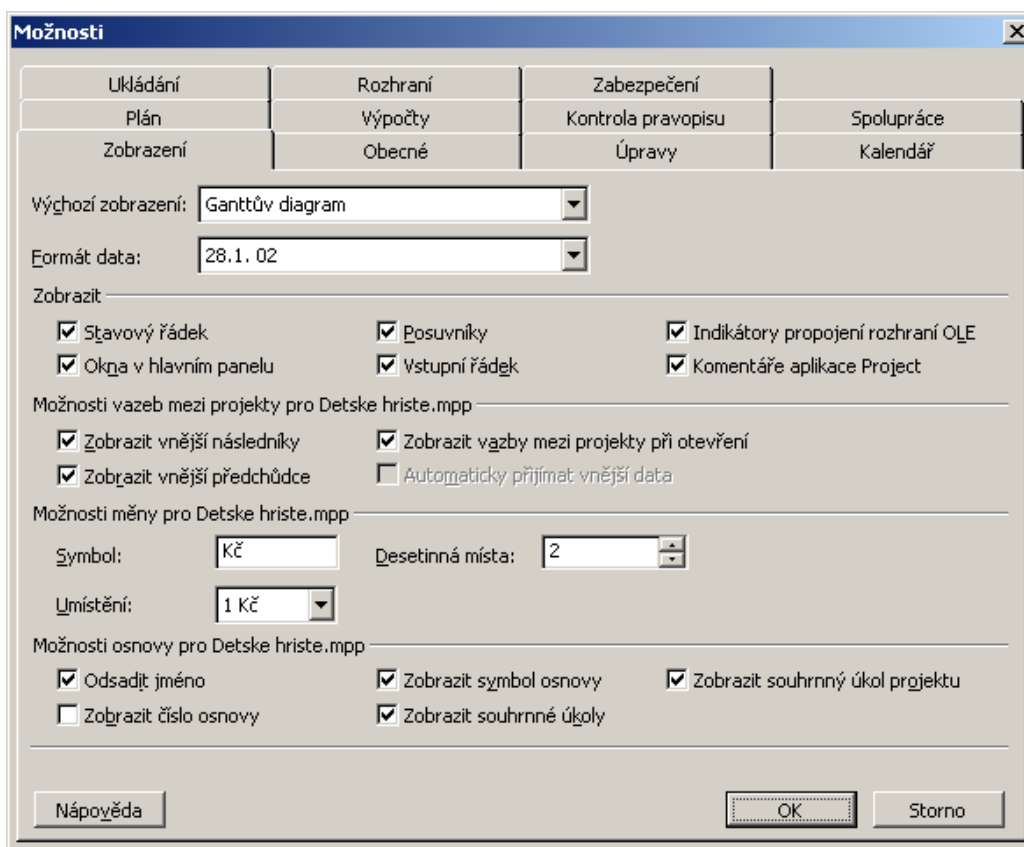 Možnosti
Ukládání Rozhraní Zabezpečení
Plán Výpočty Kontrola pravopisu Spolupráce
Zobrazení Obecné Úpravy Kalendář
Výchozí zobrazení: Ganttův diagram
Formát data: 28.1. 02
Zobrazit
Stavový řádek Posuvníky Indikátory propojení rozhraní OLE
Okna v hlavním panelu Vstupní řádek Komentáře aplikace Project
Možnosti vazeb mezi projekty pro Detske hriste.mpp
Zobrazit vnější následníky Zobrazit vazby mezi projekty při otevření
Zobrazit vnější předchůdce Automaticky přijímat vnější data
Možnosti měny pro Detske hriste.mpp
Symbol: Kč Desetinná místa: 2
Umístění: 1 Kč
Možnosti osnovy pro Detske hriste.mpp
Odsadit jméno Zobrazit symbol osnovy Zobrazit souhrnný úkol projektu
Zobrazit číslo osnovy Zobrazit souhrnné úkoly
Nápověda OK Storno